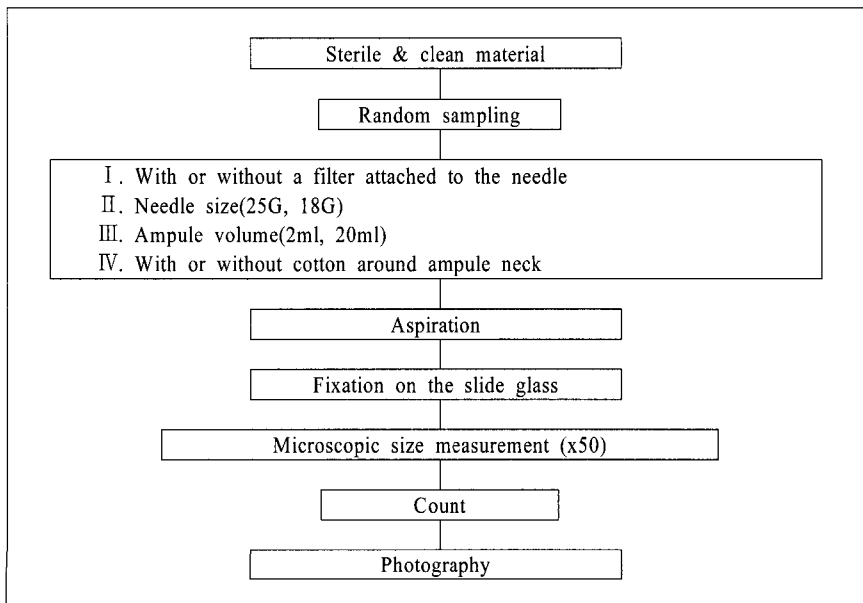 Sterile & clean material
Random sampling
Ⅰ. With or without a filter attached to the needle
Ⅱ. Needle size(25G, 18G)
Ⅲ. Ampule volume(2ml, 20ml)
Ⅳ. With or without cotton around ampule neck
Aspiration
Fixation on the slide glass
Microscopic size measurement (x50)
Count
Photography